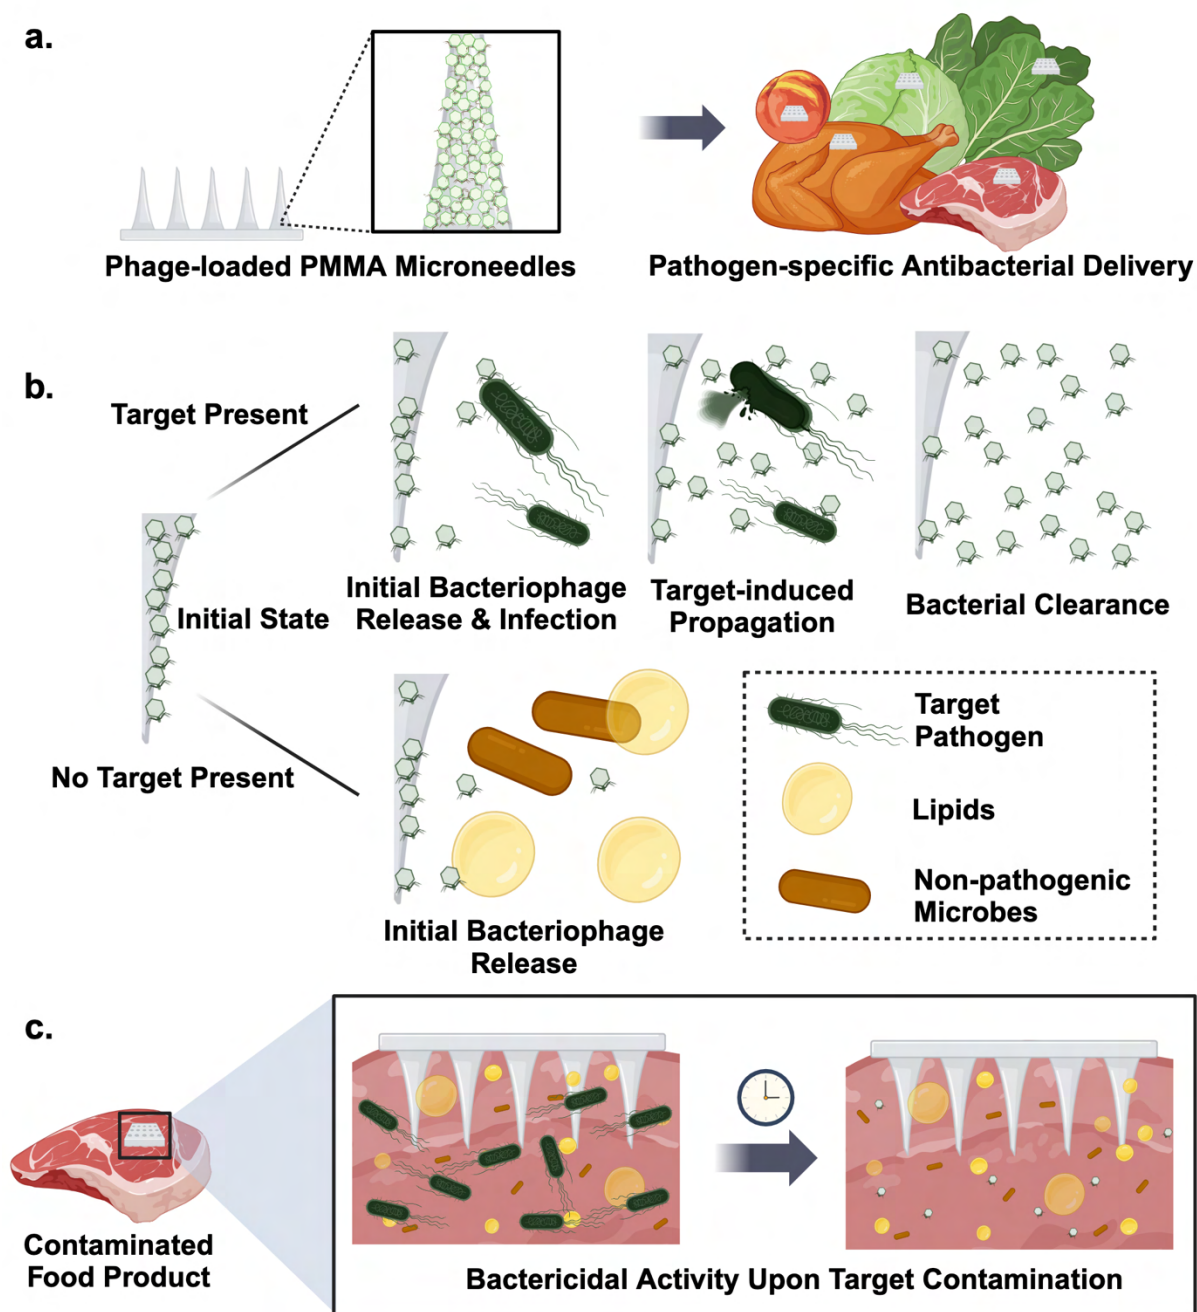 a.
Phage-loaded PMMA Microneedles
Pathogen-specific Antibacterial Delivery
b.
Target Present
Initial State
No Target Present
Initial Bacteriophage
Release & Infection
Target-induced
Propagation
Bacterial Clearance
Initial Bacteriophage
Release
Target
Pathogen
Lipids
Non-pathogenic
Microbes
c.
Contaminated
Food Product
Bactericidal Activity Upon Target Contamination